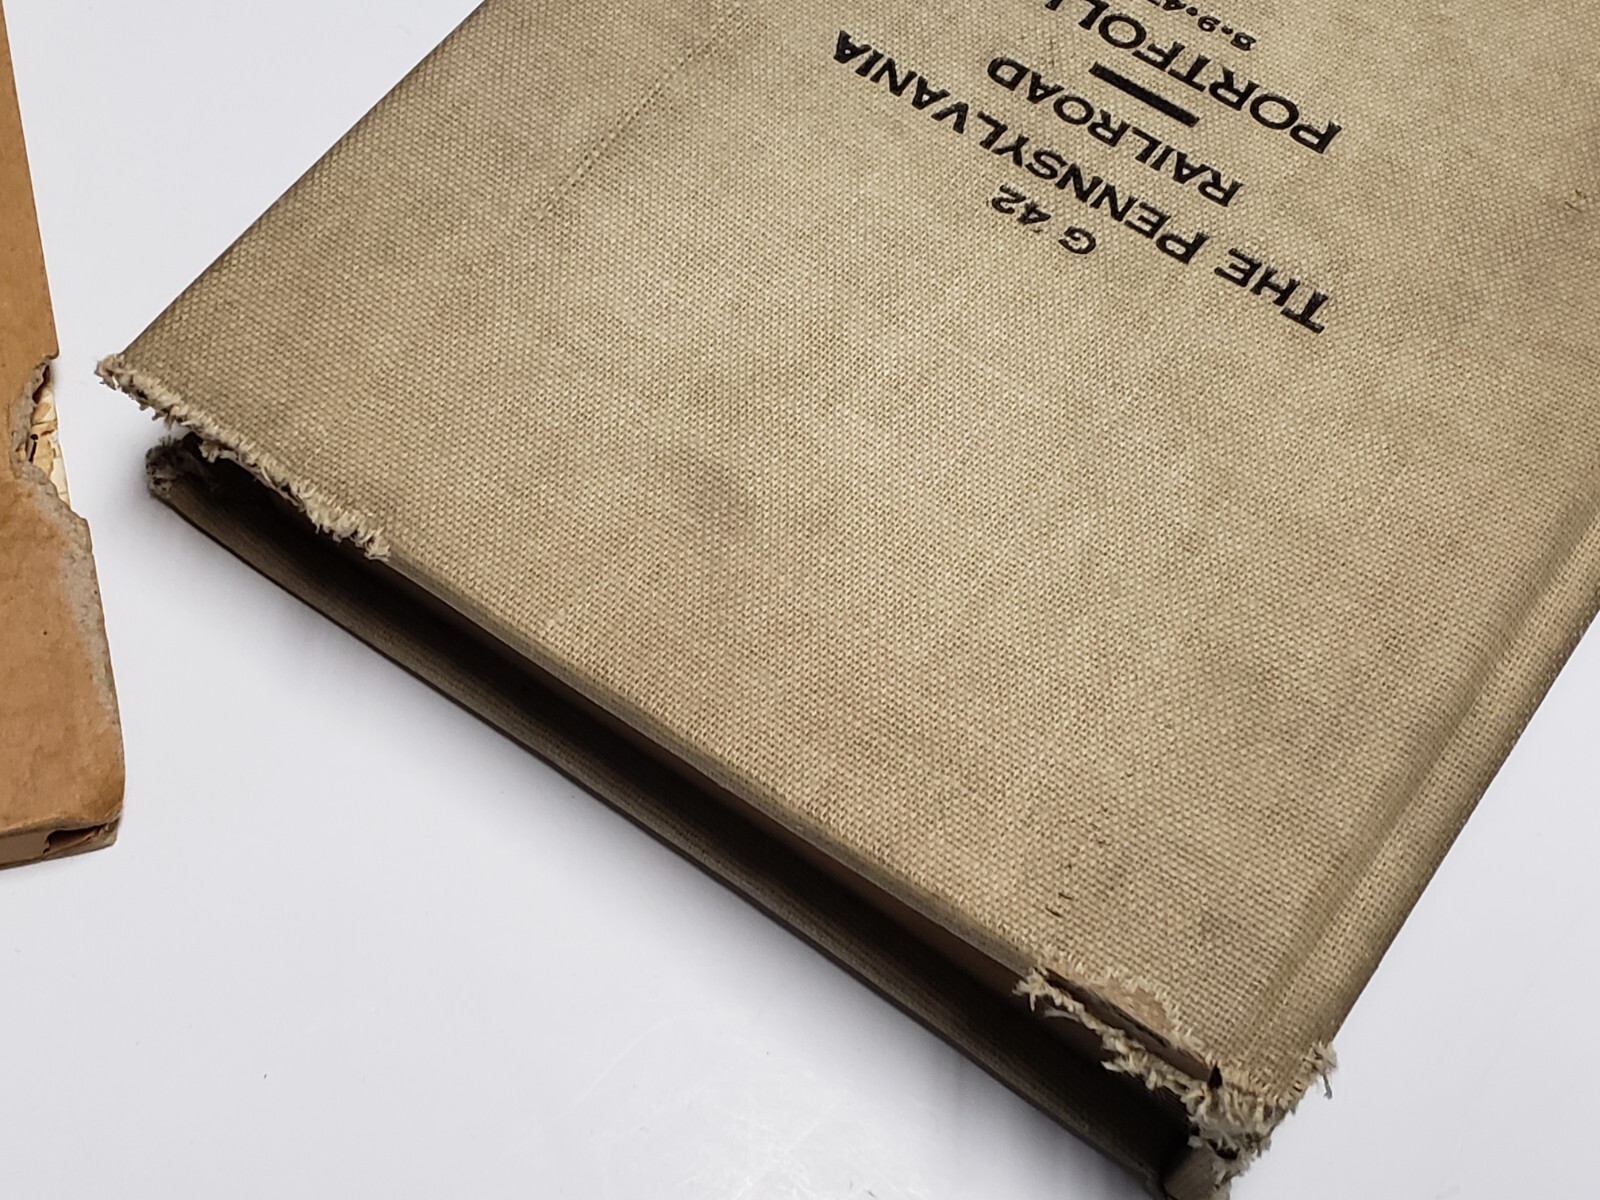 G 42
THE PENNSYLVANIA
RAILROAD